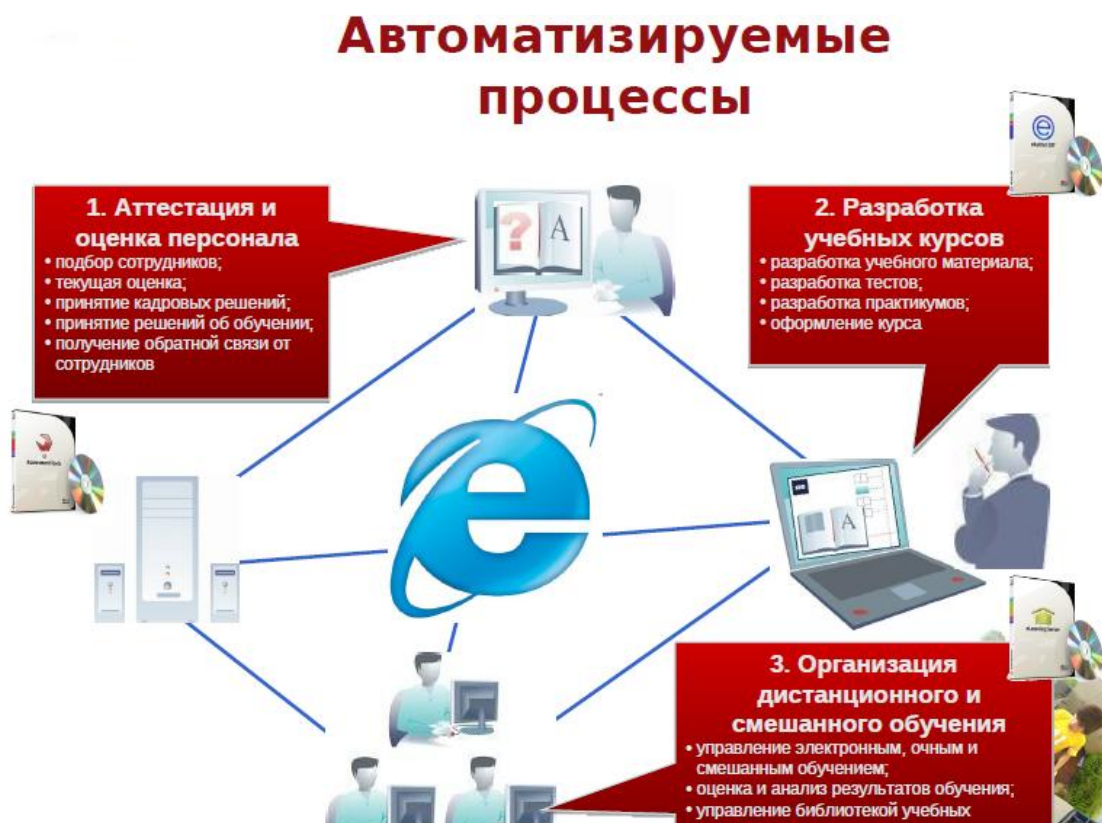 Автоматизируемые
процессы
1. Аттестация и
оценка персонала
• подбор сотрудников;
• текущая оценка;
• принятие кадровых решений;
• принятие решений об обучении;
• получение обратной связи от
сотрудников
2. Разработка
учебных курсов
• разработка учебного материала;
• разработка тестов;
• разработка практикумов;
• оформление курса
? A
A
3. Организация
дистанционного и
смешанного обучения
• управление электронным, очным и
смешанным обучением;
• оценка и анализ результатов обучения;
• управление библиотекой учебных